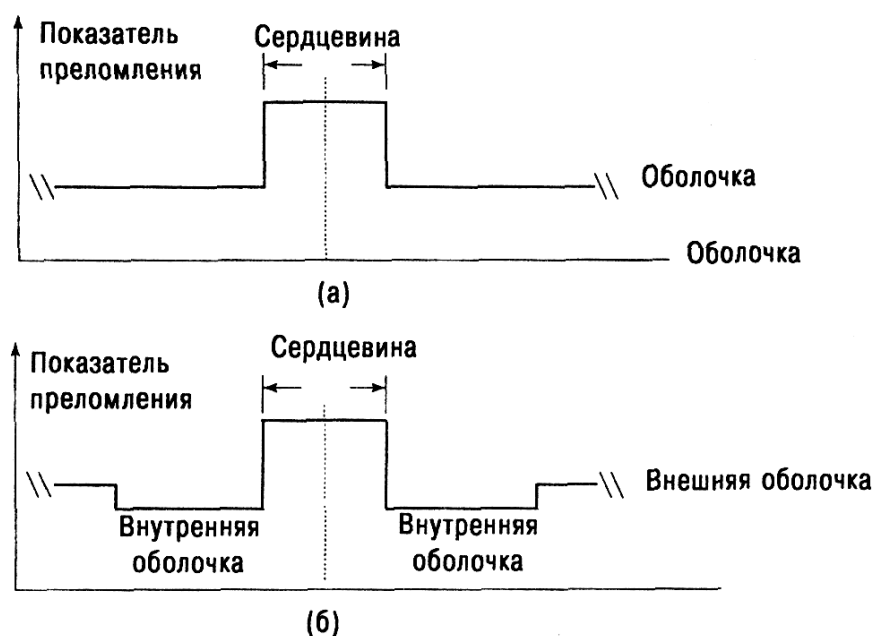 Показатель
преломления
Сердцевина
Оболочка
Оболочка
(а)
Показатель
преломления
Сердцевина
Внешняя оболочка
Внутренняя
оболочка
Внутренняя
оболочка
(б)